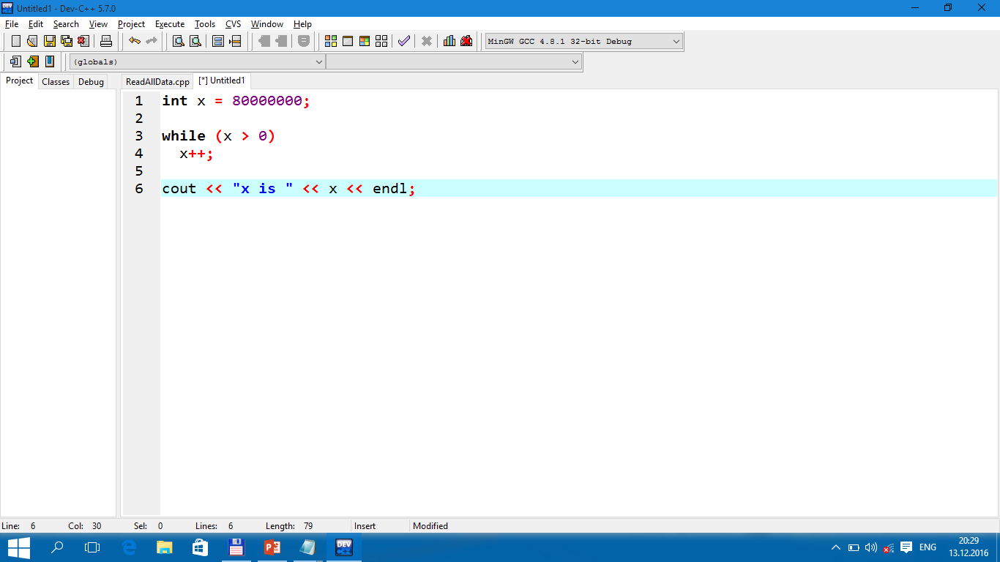 Untitled1 - Dev-C++ 5.7.0
File Edit Search View Project Execute Tools CVS Window Help
MinGW GCC 4.8.1 32-bit Debug
(globals)
Project Classes Debug ReadAllData.cpp [*] Untitled1
1 int x = 80000000;
2
3 while (x > 0)
4 x++;
5
6 cout << "x is " << x << endl;
Line: 6 Col: 30 Sel: 0 Lines: 6 Length: 79 Insert Modified
DEV ENG 20:29
13.12.2016